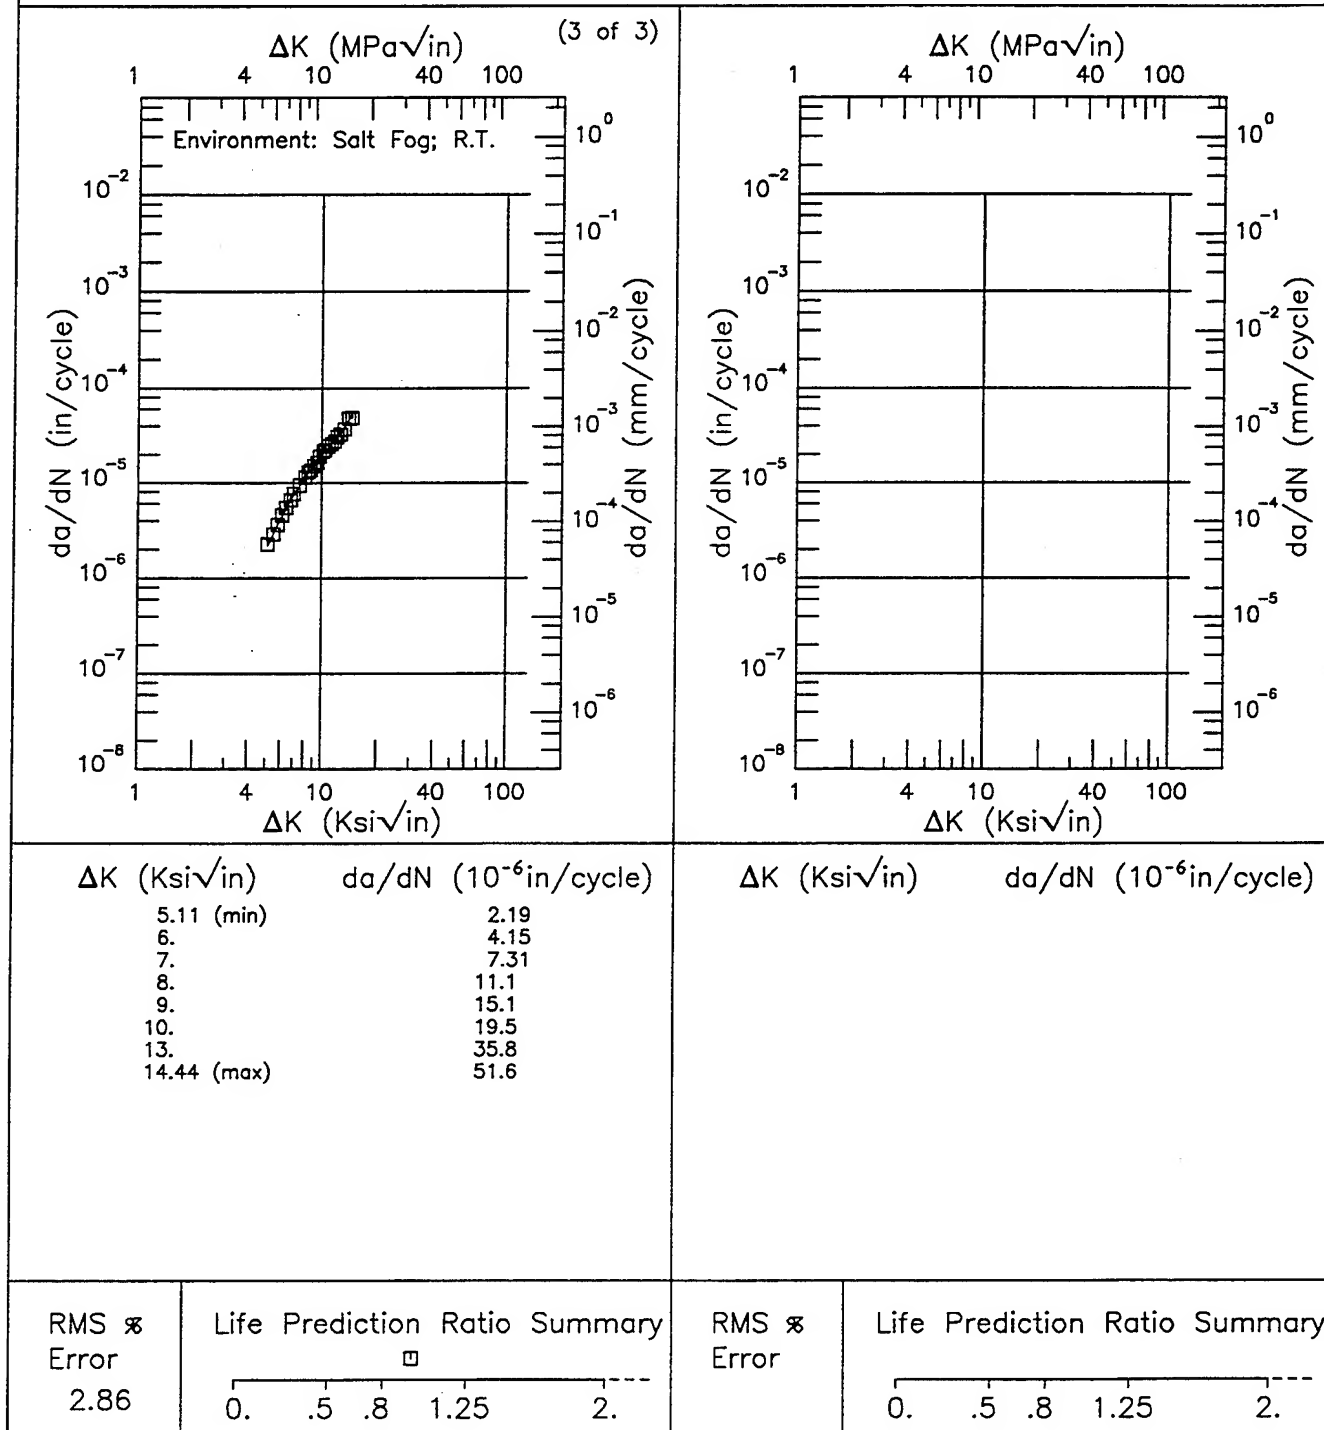 (3 of 3)
ΔK (MPa√in)
1 4 10 40 100
Environment: Salt Fog; R.T.
da/dN (in/cycle)
10⁻²
10⁻³
10⁻⁴
10⁻⁵
10⁻⁶
10⁻⁷
10⁻⁸
10⁰
10⁻¹
10⁻²
10⁻³
10⁻⁴
10⁻⁵
10⁻⁶
da/dN (mm/cycle)
1 4 10 40 100
ΔK (Ksi√in)
ΔK (MPa√in)
1 4 10 40 100
da/dN (in/cycle)
10⁻²
10⁻³
10⁻⁴
10⁻⁵
10⁻⁶
10⁻⁷
10⁻⁸
10⁰
10⁻¹
10⁻²
10⁻³
10⁻⁴
10⁻⁵
10⁻⁶
da/dN (mm/cycle)
1 4 10 40 100
ΔK (Ksi√in)
ΔK (Ksi√in) da/dN (10⁻⁶in/cycle)
5.11 (min) 2.19
6. 4.15
7. 7.31
8. 11.1
9. 15.1
10. 19.5
13. 35.8
14.44 (max) 51.6
ΔK (Ksi√in) da/dN (10⁻⁶in/cycle)
RMS %
Error
2.86
Life Prediction Ratio Summary
0. .5 .8 1.25 2.
RMS %
Error
Life Prediction Ratio Summary
0. .5 .8 1.25 2.